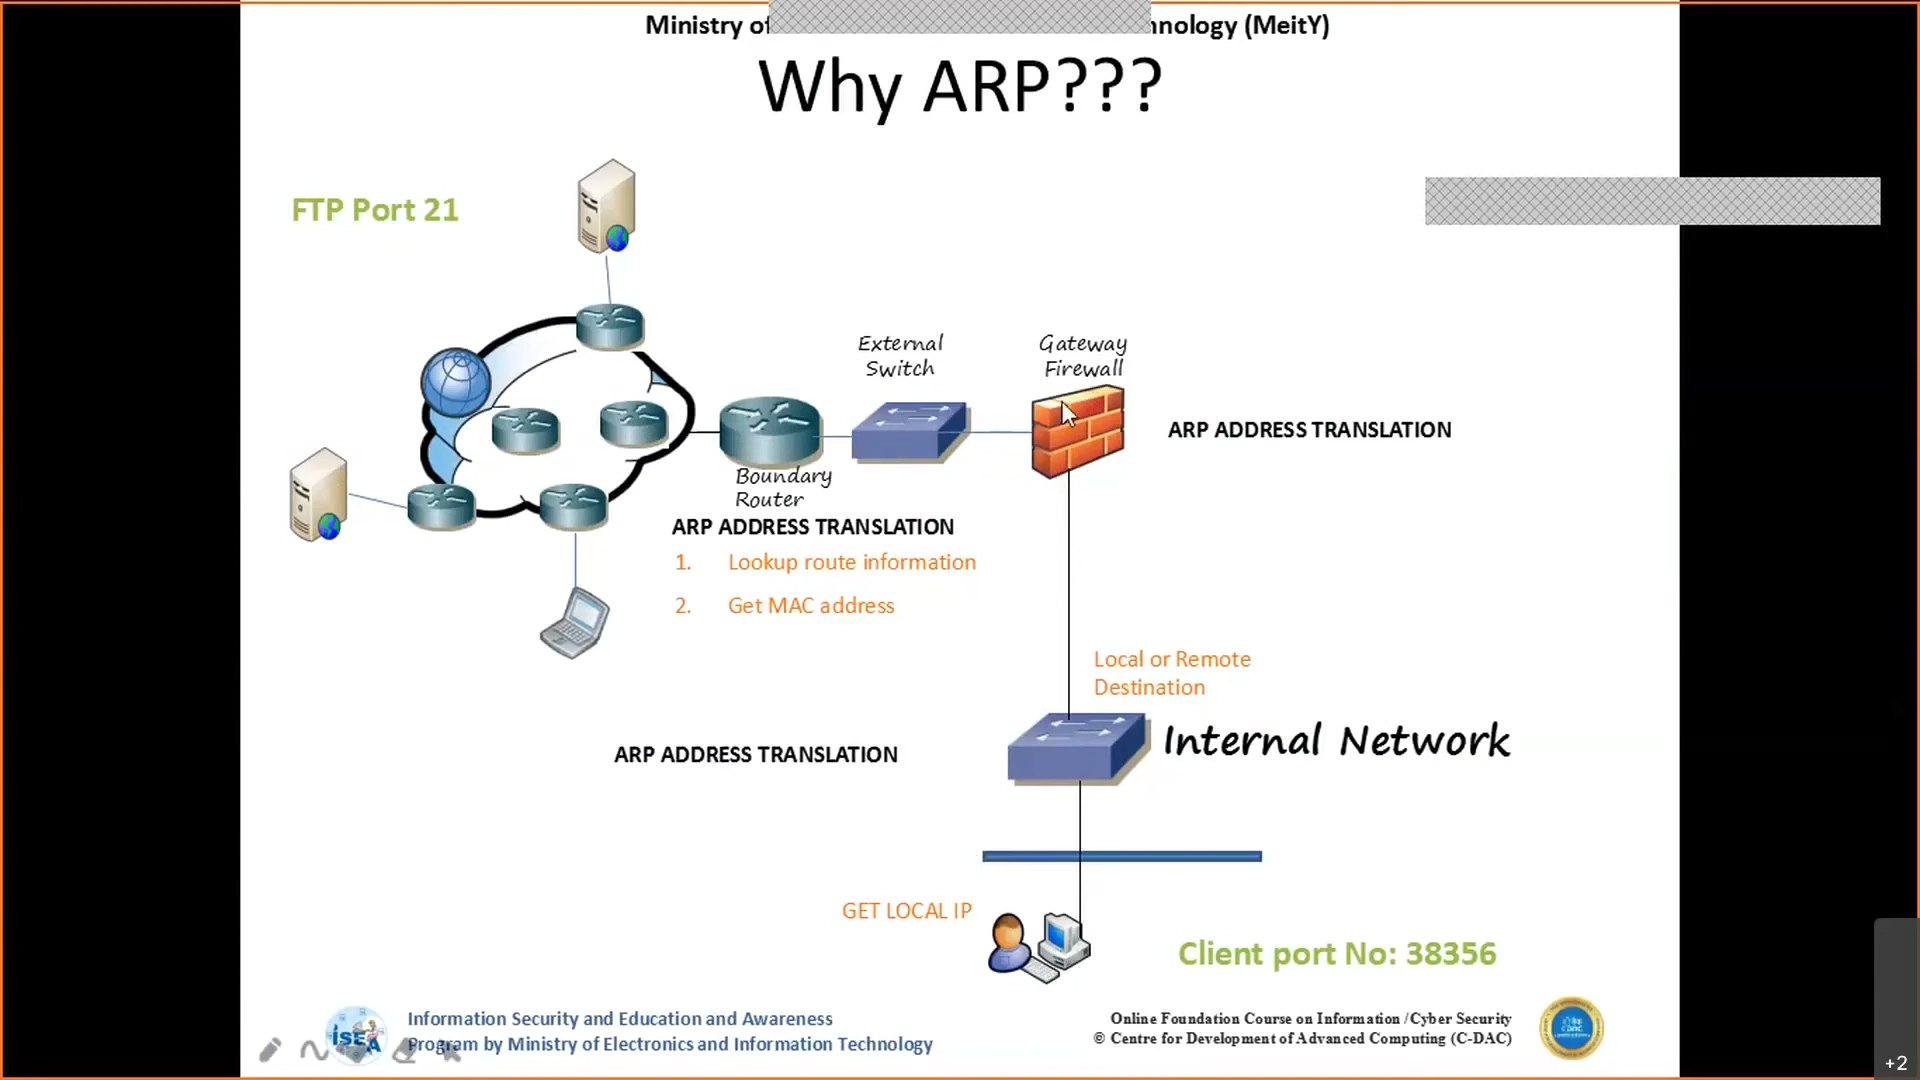 Ministry of nology (MeitY)
Why ARP???
FTP Port 21
External
Switch
Gateway
Firewall
ARP ADDRESS TRANSLATION
Boundary
Router
ARP ADDRESS TRANSLATION
1. Lookup route information
2. Get MAC address
Local or Remote
Destination
Internal Network
ARP ADDRESS TRANSLATION
GET LOCAL IP
Client port No: 38356
ISEA
Information Security and Education and Awareness
Program by Ministry of Electronics and Information Technology
Online Foundation Course on Information /Cyber Security
© Centre for Development of Advanced Computing (C-DAC)
+2